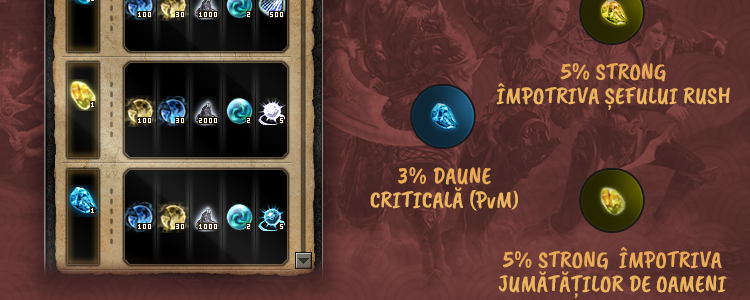 100 30 1000 2 500
1
100 30 2000 2 5
1
100 30 2000 2 5
5% STRONG
ÎMPOTRIVA ȘEFULUI RUSH
3% DAUNE
CRITICALĂ (PvM)
5% STRONG ÎMPOTRIVA
JUMĂTĂȚILOR DE OAMENI